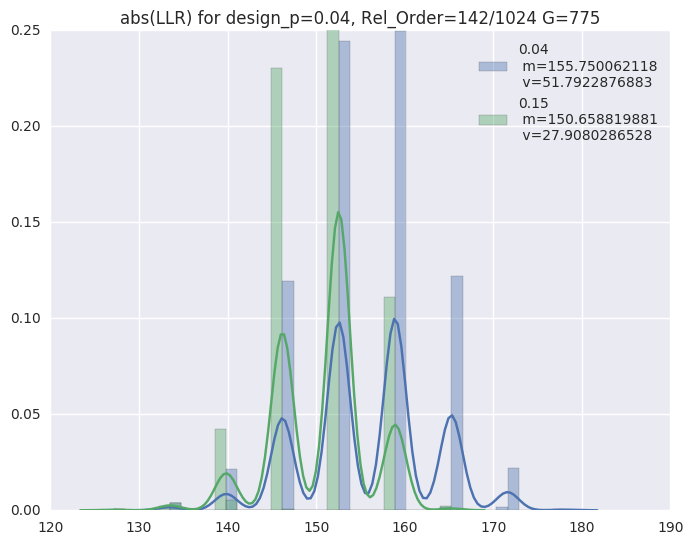 abs(LLR) for design_p=0.04, Rel_Order=142/1024 G=775
0.04
m=155.750062118
v=51.7922876883
0.15
m=150.658819881
v=27.9080286528
0.25
0.20
0.15
0.10
0.05
0.00
120 130 140 150 160 170 180 190